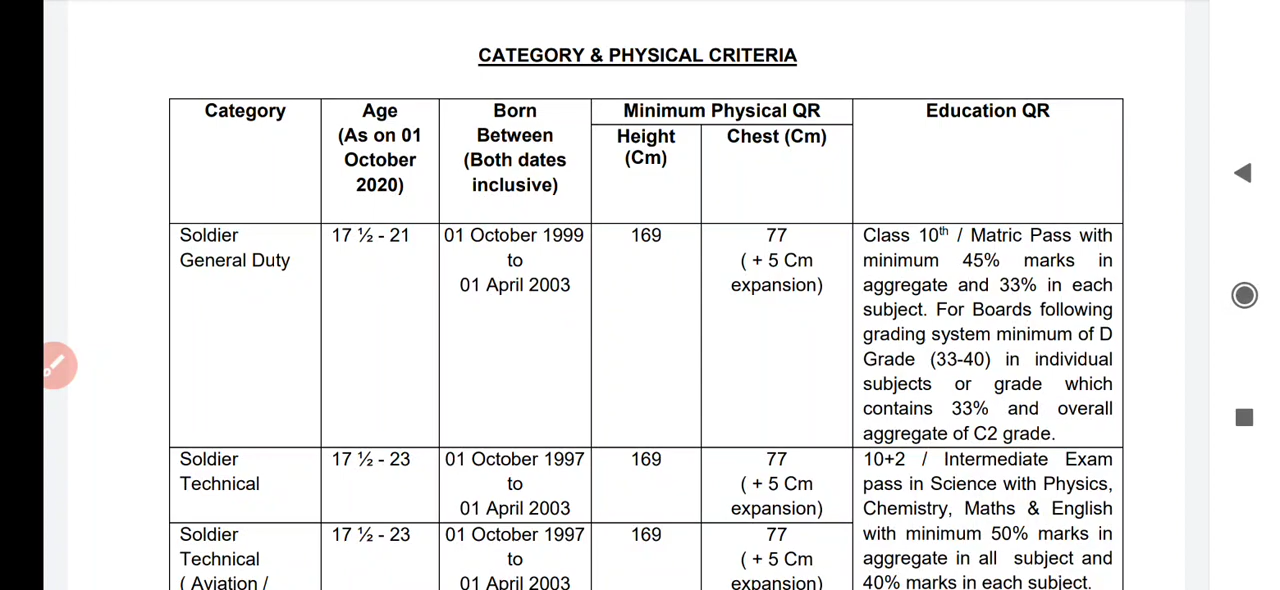 CATEGORY & PHYSICAL CRITERIA
Category
Age
(As on 01
October
2020)
Born
Between
(Both dates
inclusive)
Minimum Physical QR
Height
(Cm)
Chest (Cm)
Education QR
Soldier
General Duty
17 ½ - 21
01 October 1999
to
01 April 2003
169
77
( + 5 Cm
expansion)
Class 10th / Matric Pass with
minimum 45% marks in
aggregate and 33% in each
subject. For Boards following
grading system minimum of D
Grade (33-40) in individual
subjects or grade which
contains 33% and overall
aggregate of C2 grade.
Soldier
Technical
17 ½ - 23
01 October 1997
to
01 April 2003
169
77
( + 5 Cm
expansion)
10+2 / Intermediate Exam
pass in Science with Physics,
Chemistry, Maths & English
with minimum 50% marks in
aggregate in all subject and
40% marks in each subject.
Soldier
Technical
( Aviation /
17 ½ - 23
01 October 1997
to
01 April 2003
169
77
( + 5 Cm
expansion)